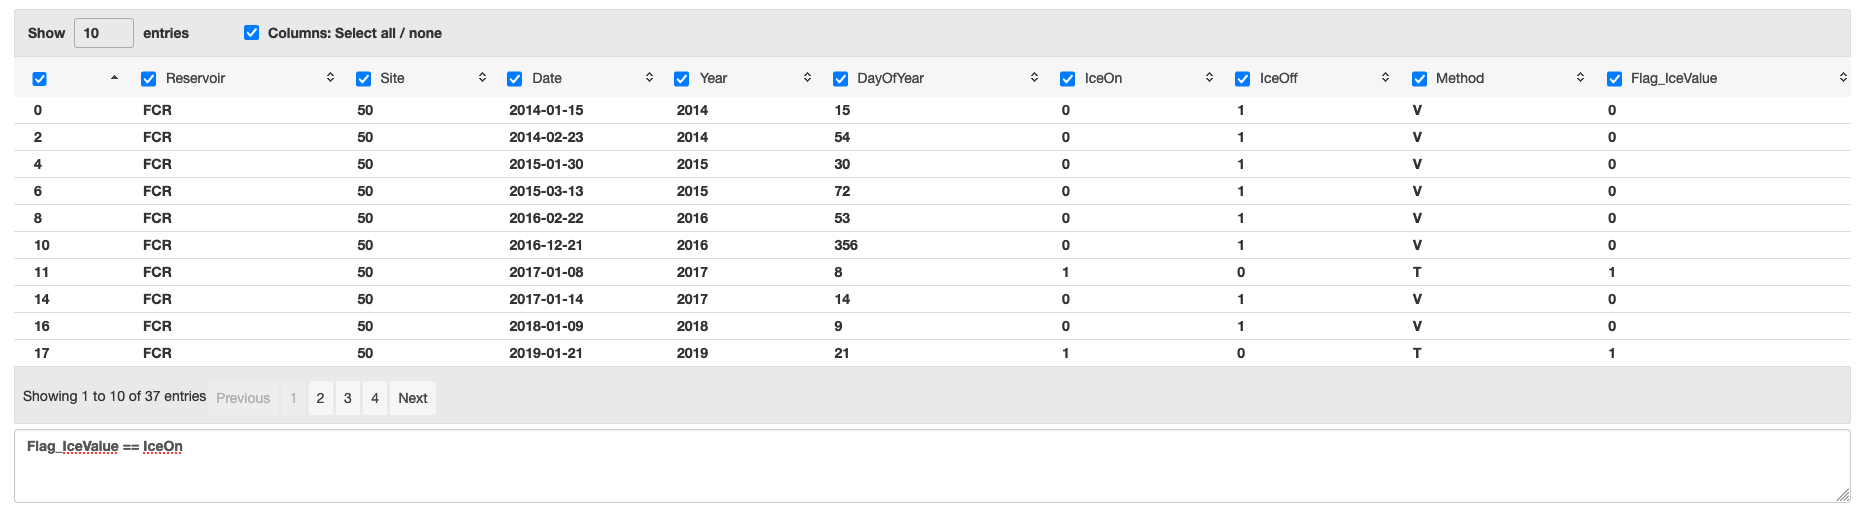 Show 10 entries Columns: Select all / none
Reservoir Site Date Year DayOfYear IceOn IceOff Method Flag_IceValue
0 FCR 50 2014-01-15 2014 15 0 1 V 0
2 FCR 50 2014-02-23 2014 54 0 1 V 0
4 FCR 50 2015-01-30 2015 30 0 1 V 0
6 FCR 50 2015-03-13 2015 72 0 1 V 0
8 FCR 50 2016-02-22 2016 53 0 1 V 0
10 FCR 50 2016-12-21 2016 356 0 1 V 0
11 FCR 50 2017-01-08 2017 8 1 0 T 1
14 FCR 50 2017-01-14 2017 14 0 1 V 0
16 FCR 50 2018-01-09 2018 9 0 1 V 0
17 FCR 50 2019-01-21 2019 21 1 0 T 1
Showing 1 to 10 of 37 entries Previous 1 2 3 4 Next
Flag_IceValue == IceOn